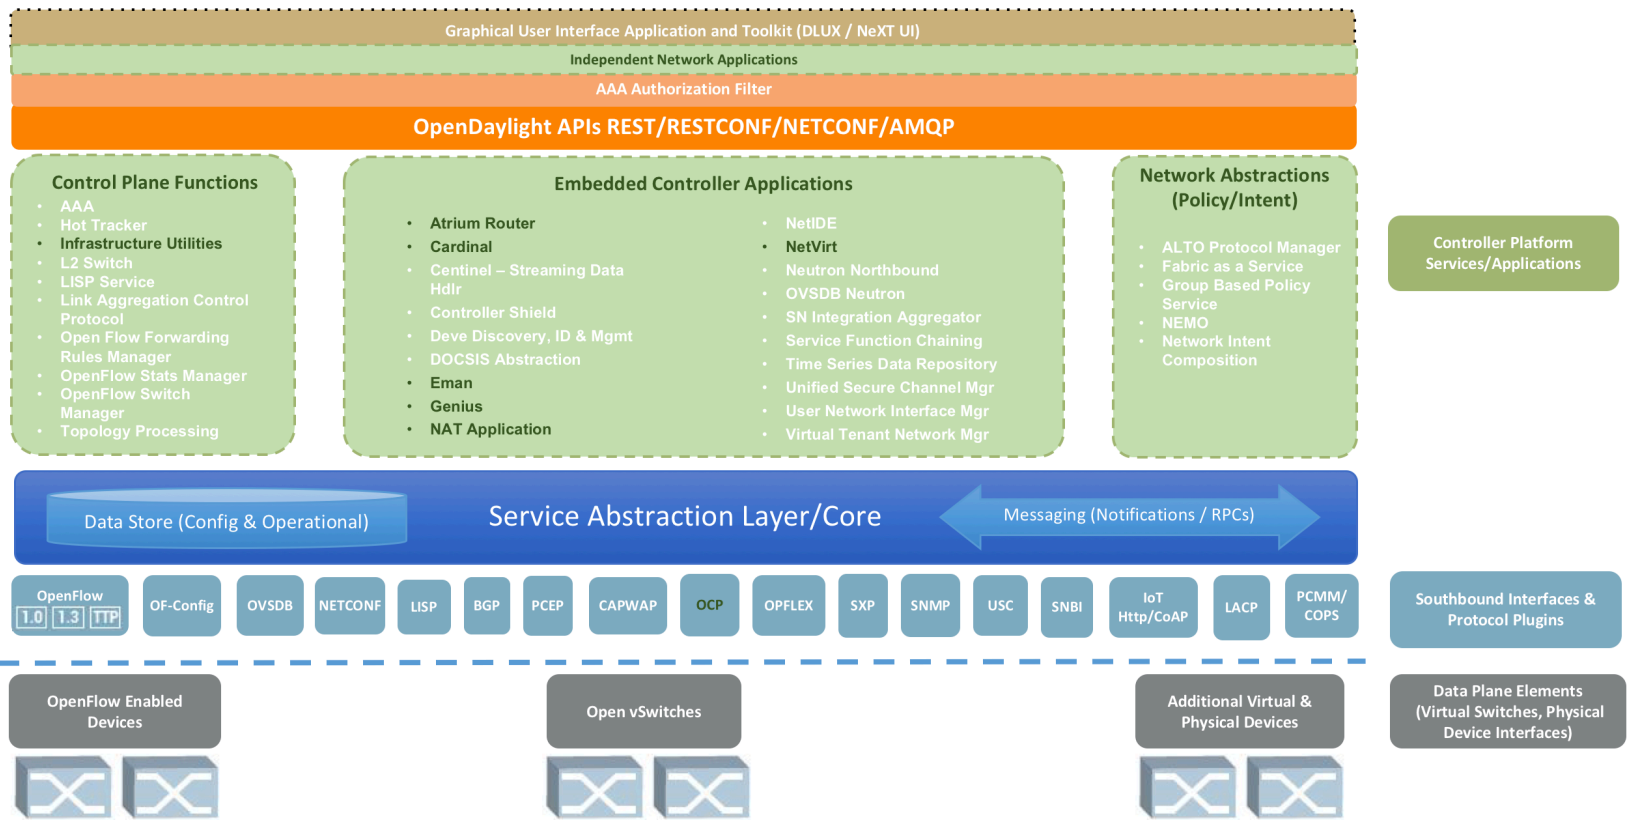 Graphical User Interface Application and Toolkit (DLUX / NeXT UI)
Independent Network Applications
AAA Authorization Filter
OpenDaylight APIs REST/RESTCONF/NETCONF/AMQP
Control Plane Functions
• AAA
• Hot Tracker
• Infrastructure Utilities
• L2 Switch
• LISP Service
• Link Aggregation Control
Protocol
• Open Flow Forwarding
Rules Manager
• OpenFlow Stats Manager
• OpenFlow Switch
Manager
• Topology Processing
Embedded Controller Applications
• Atrium Router
• Cardinal
• Centinel – Streaming Data
Hdlr
• Controller Shield
• Deve Discovery, ID & Mgmt
• DOCSIS Abstraction
• Eman
• Genius
• NAT Application
• NetIDE
• NetVirt
• Neutron Northbound
• OVSDB Neutron
• SN Integration Aggregator
• Service Function Chaining
• Time Series Data Repository
• Unified Secure Channel Mgr
• User Network Interface Mgr
• Virtual Tenant Network Mgr
Network Abstractions
(Policy/Intent)
• ALTO Protocol Manager
• Fabric as a Service
• Group Based Policy
Service
• NEMO
• Network Intent
Composition
Controller Platform
Services/Applications
Data Store (Config & Operational)
Service Abstraction Layer/Core
Messaging (Notifications / RPCs)
OpenFlow
1.0 1.3 TTP
OF-Config
OVSDB
NETCONF
LISP
BGP
PCEP
CAPWAP
OCP
OPFLEX
SXP
SNMP
USC
SNBI
IoT
Http/CoAP
LACP
PCMM/
COPS
Southbound Interfaces &
Protocol Plugins
OpenFlow Enabled
Devices
Open vSwitches
Additional Virtual &
Physical Devices
Data Plane Elements
(Virtual Switches, Physical
Device Interfaces)